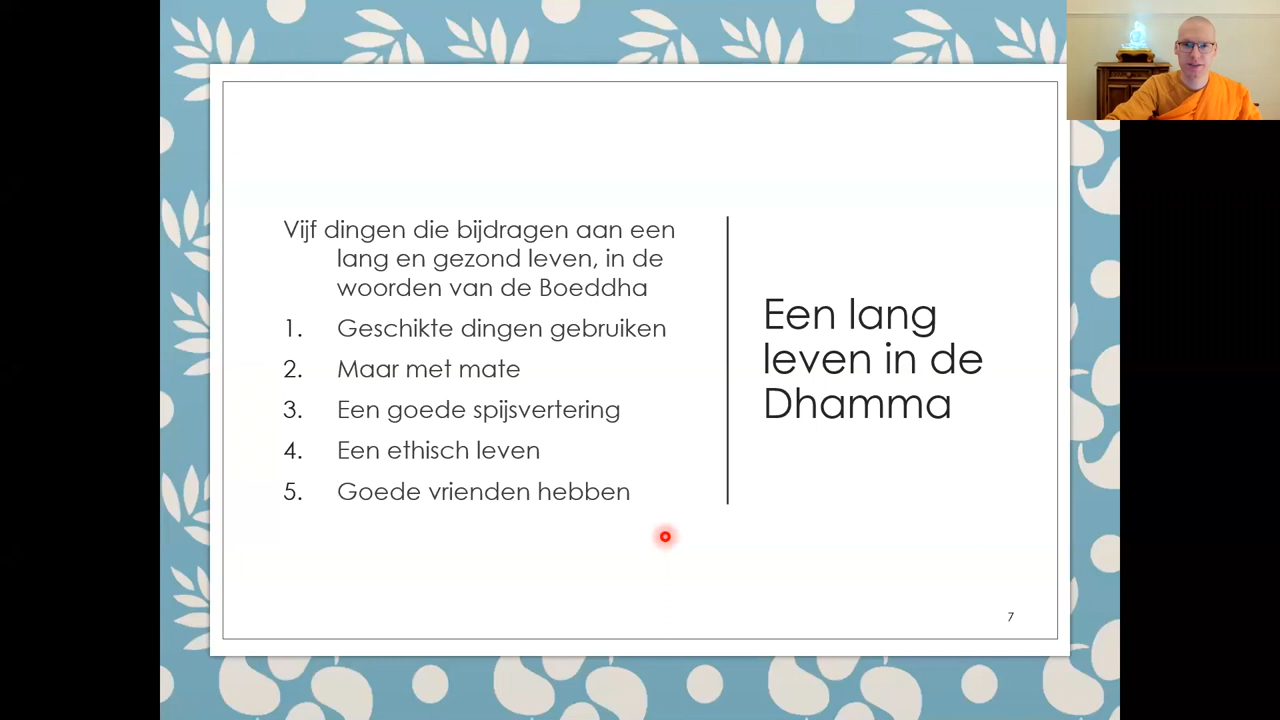 Vijf dingen die bijdragen aan een
lang en gezond leven, in de
woorden van de Boeddha
1. Geschikte dingen gebruiken
2. Maar met mate
3. Een goede spijsvertering
4. Een ethisch leven
5. Goede vrienden hebben
Een lang
leven in de
Dhamma
7